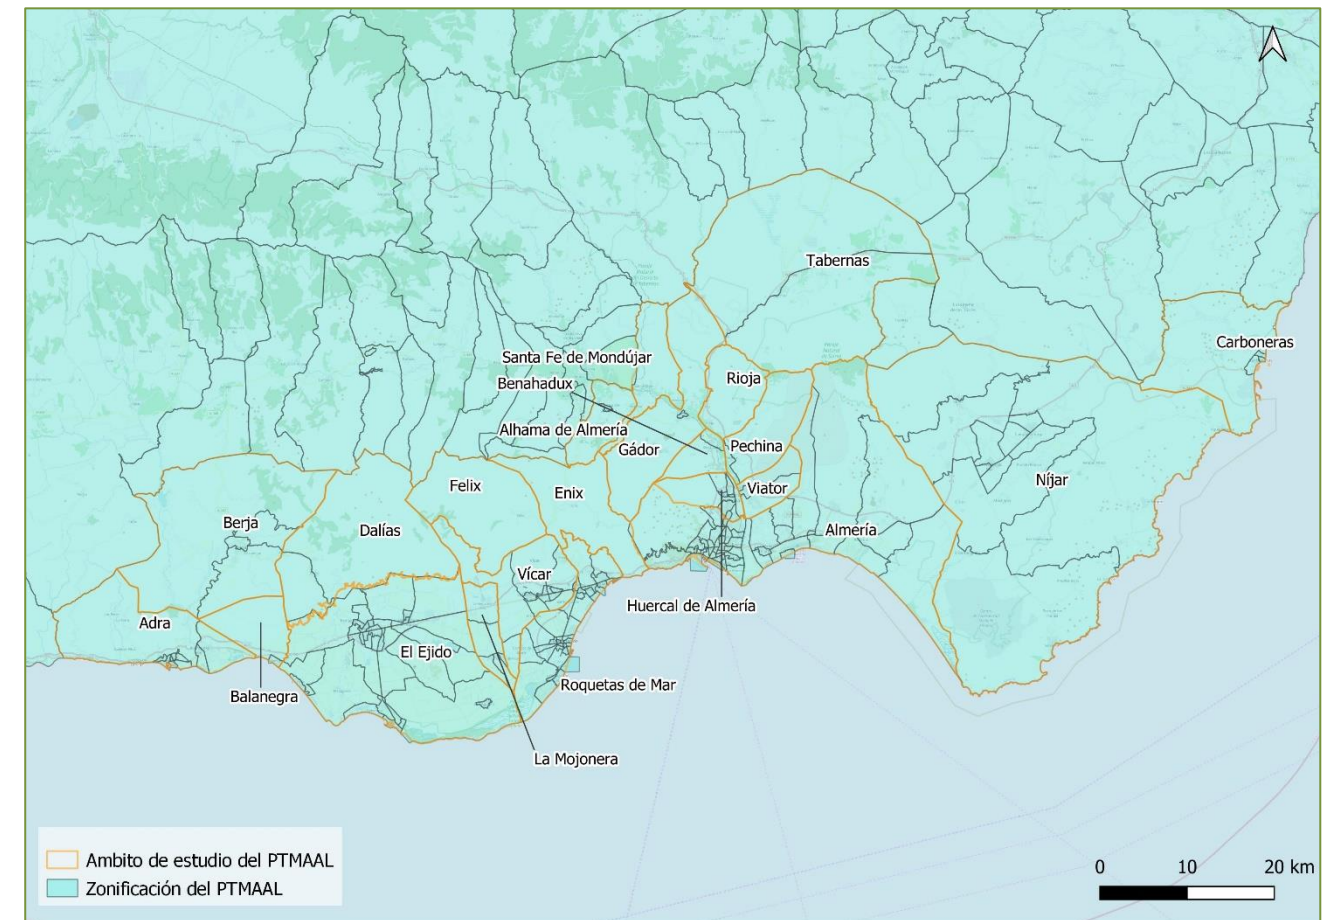 Tabernas
Carboneras
Santa Fe de Mondújar
Rioja
Benahadux
Alhama de Almería
Gádor
Pechina
Níjar
Felix
Enix
Viator
Berja
Dalías
Almería
Vícar
Huercal de Almería
Adra
El Ejido
Roquetas de Mar
Balanegra
La Mojonera
Ambito de estudio del PTMAAL
Zonificación del PTMAAL
0 10 20 km